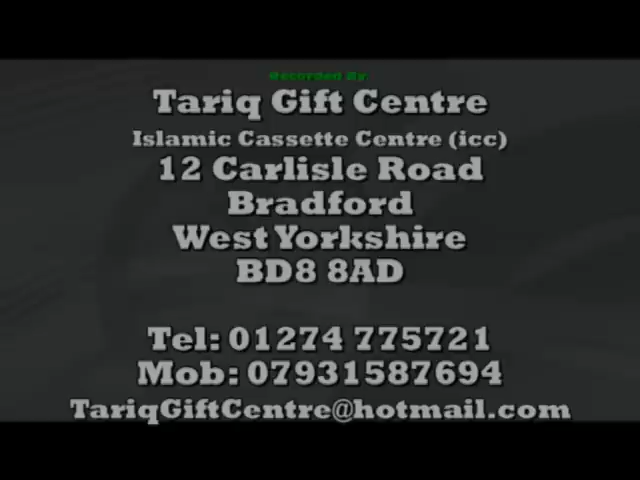 Recorded By:
Tariq Gift Centre
Islamic Cassette Centre (icc)
12 Carlisle Road
Bradford
West Yorkshire
BD8 8AD
Tel: 01274 775721
Mob: 07931587694
TariqGiftCentre@hotmail.com